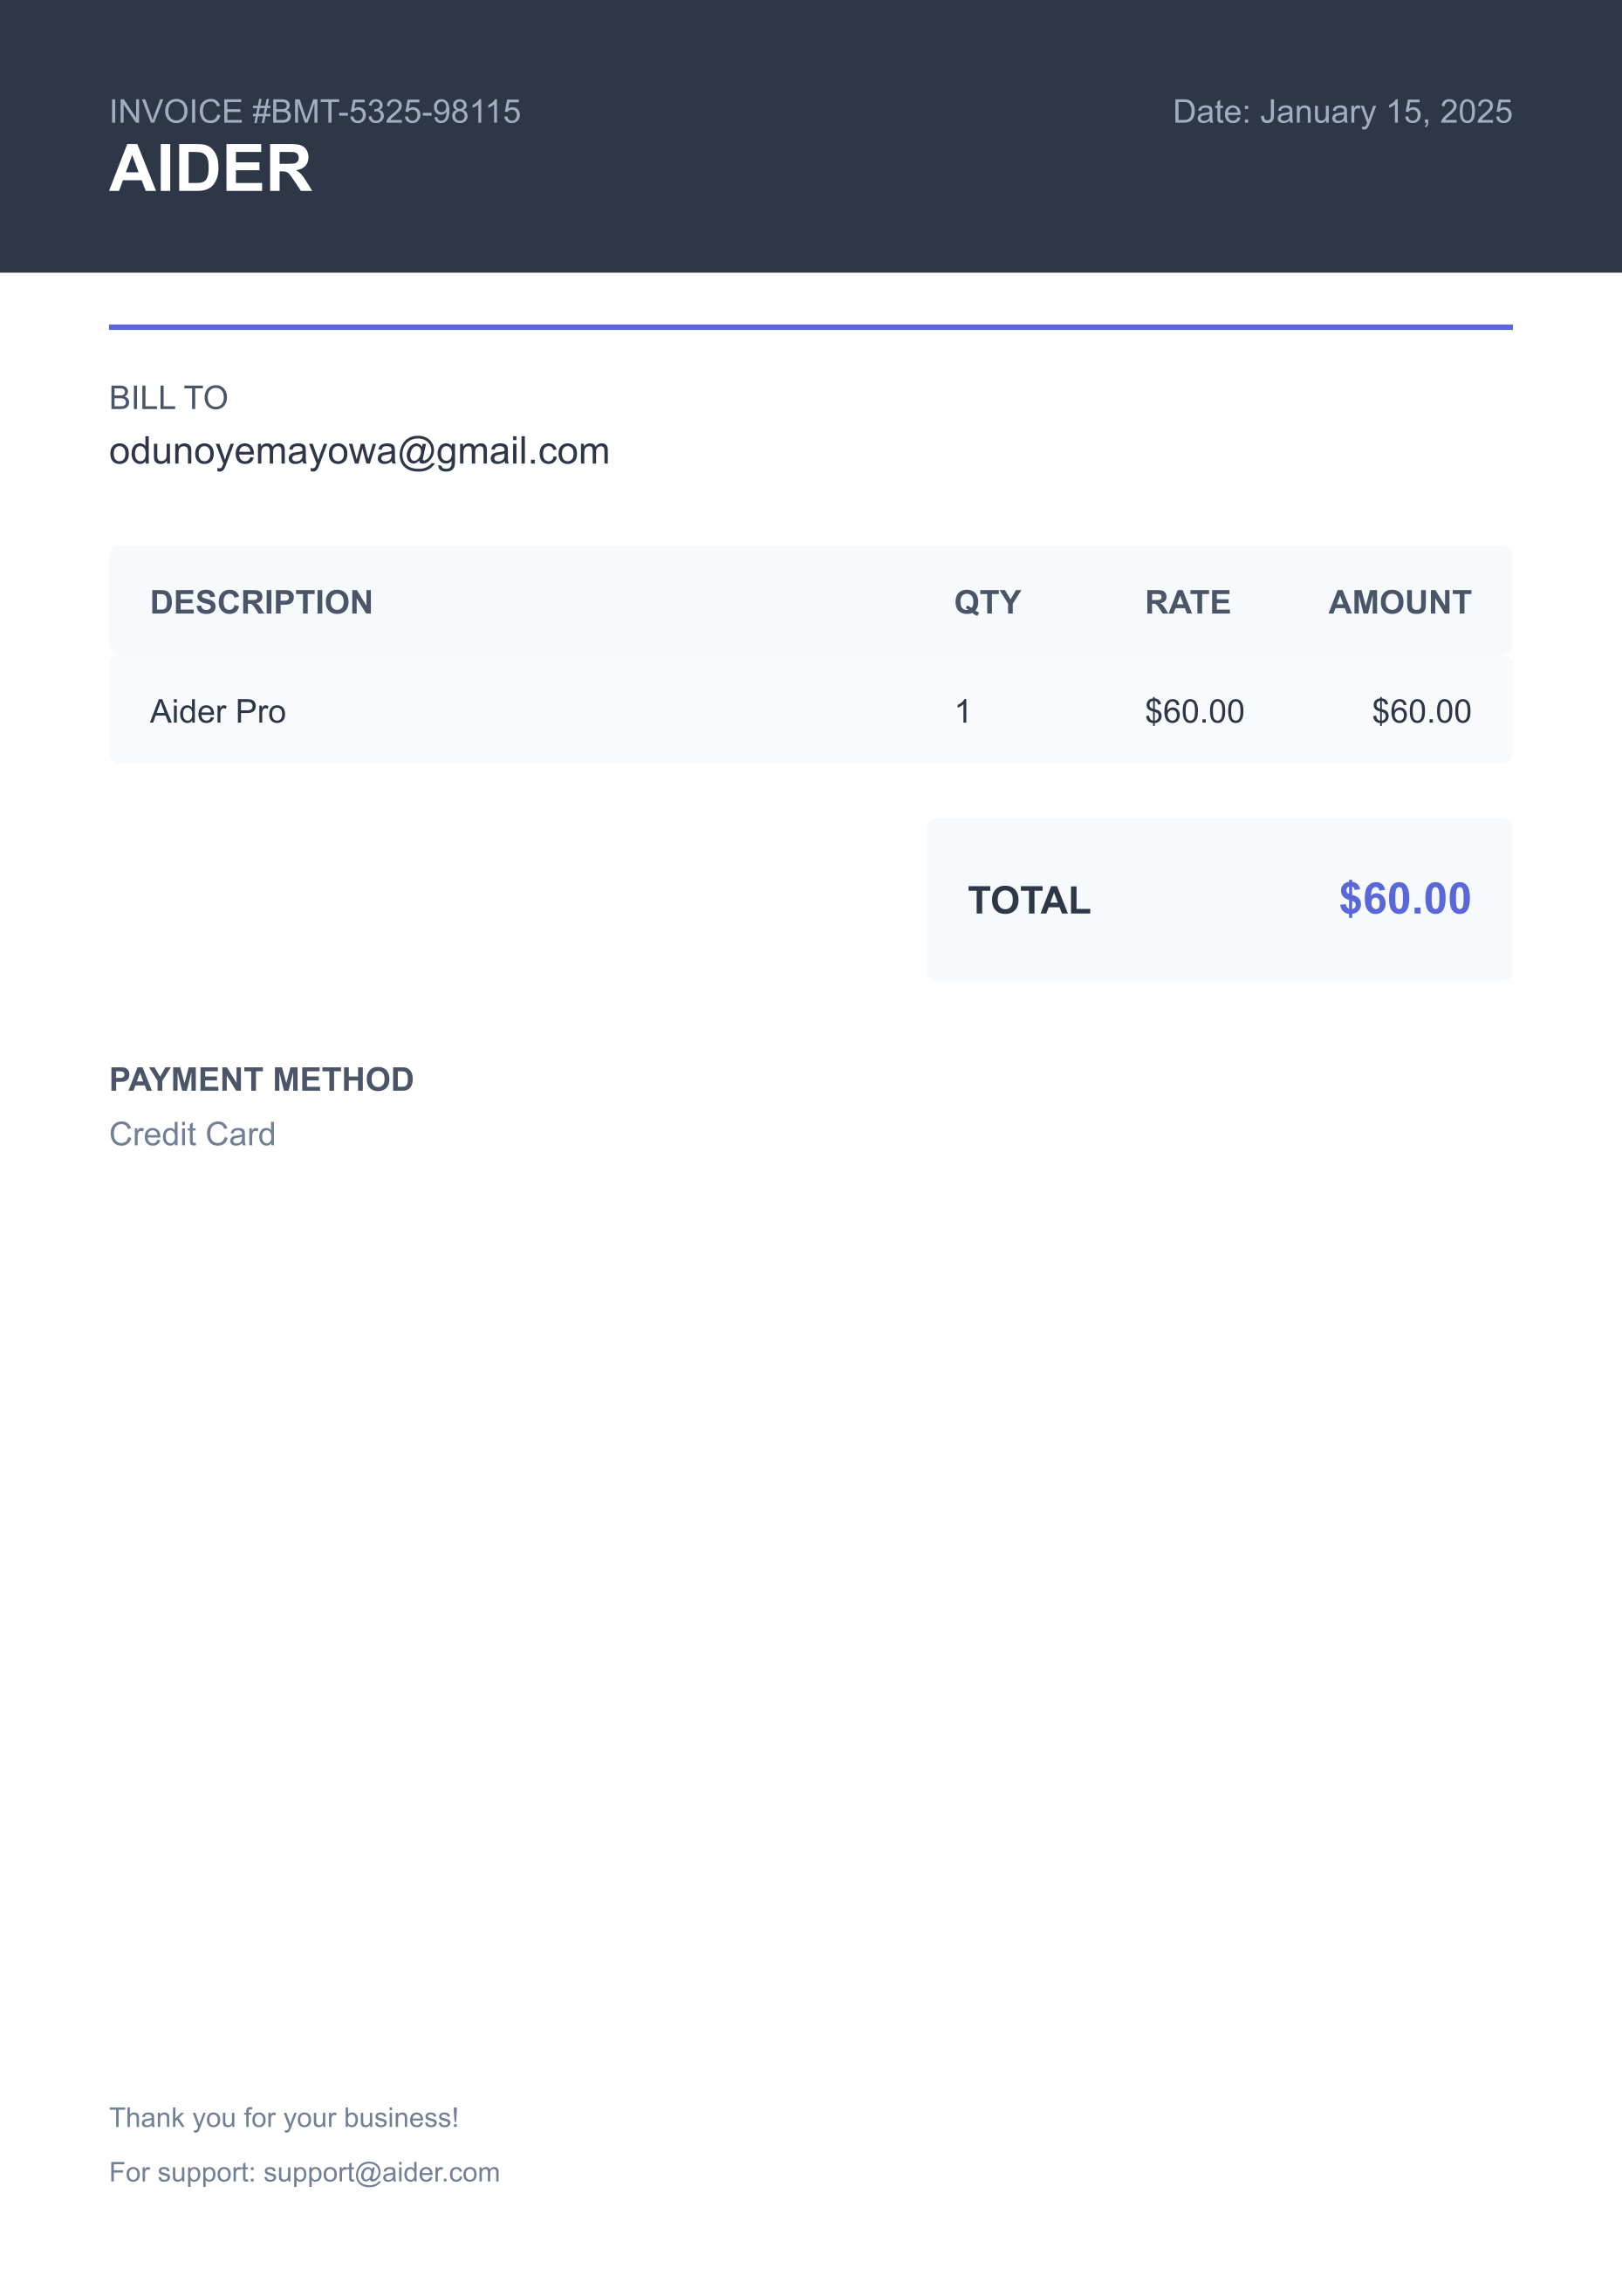 INVOICE #BMT-5325-98115 Date: January 15, 2025
AIDER
BILL TO
odunoyemayowa@gmail.com
DESCRIPTION QTY RATE AMOUNT
Aider Pro 1 $60.00 $60.00
TOTAL $60.00
PAYMENT METHOD
Credit Card
Thank you for your business!
For support: support@aider.com